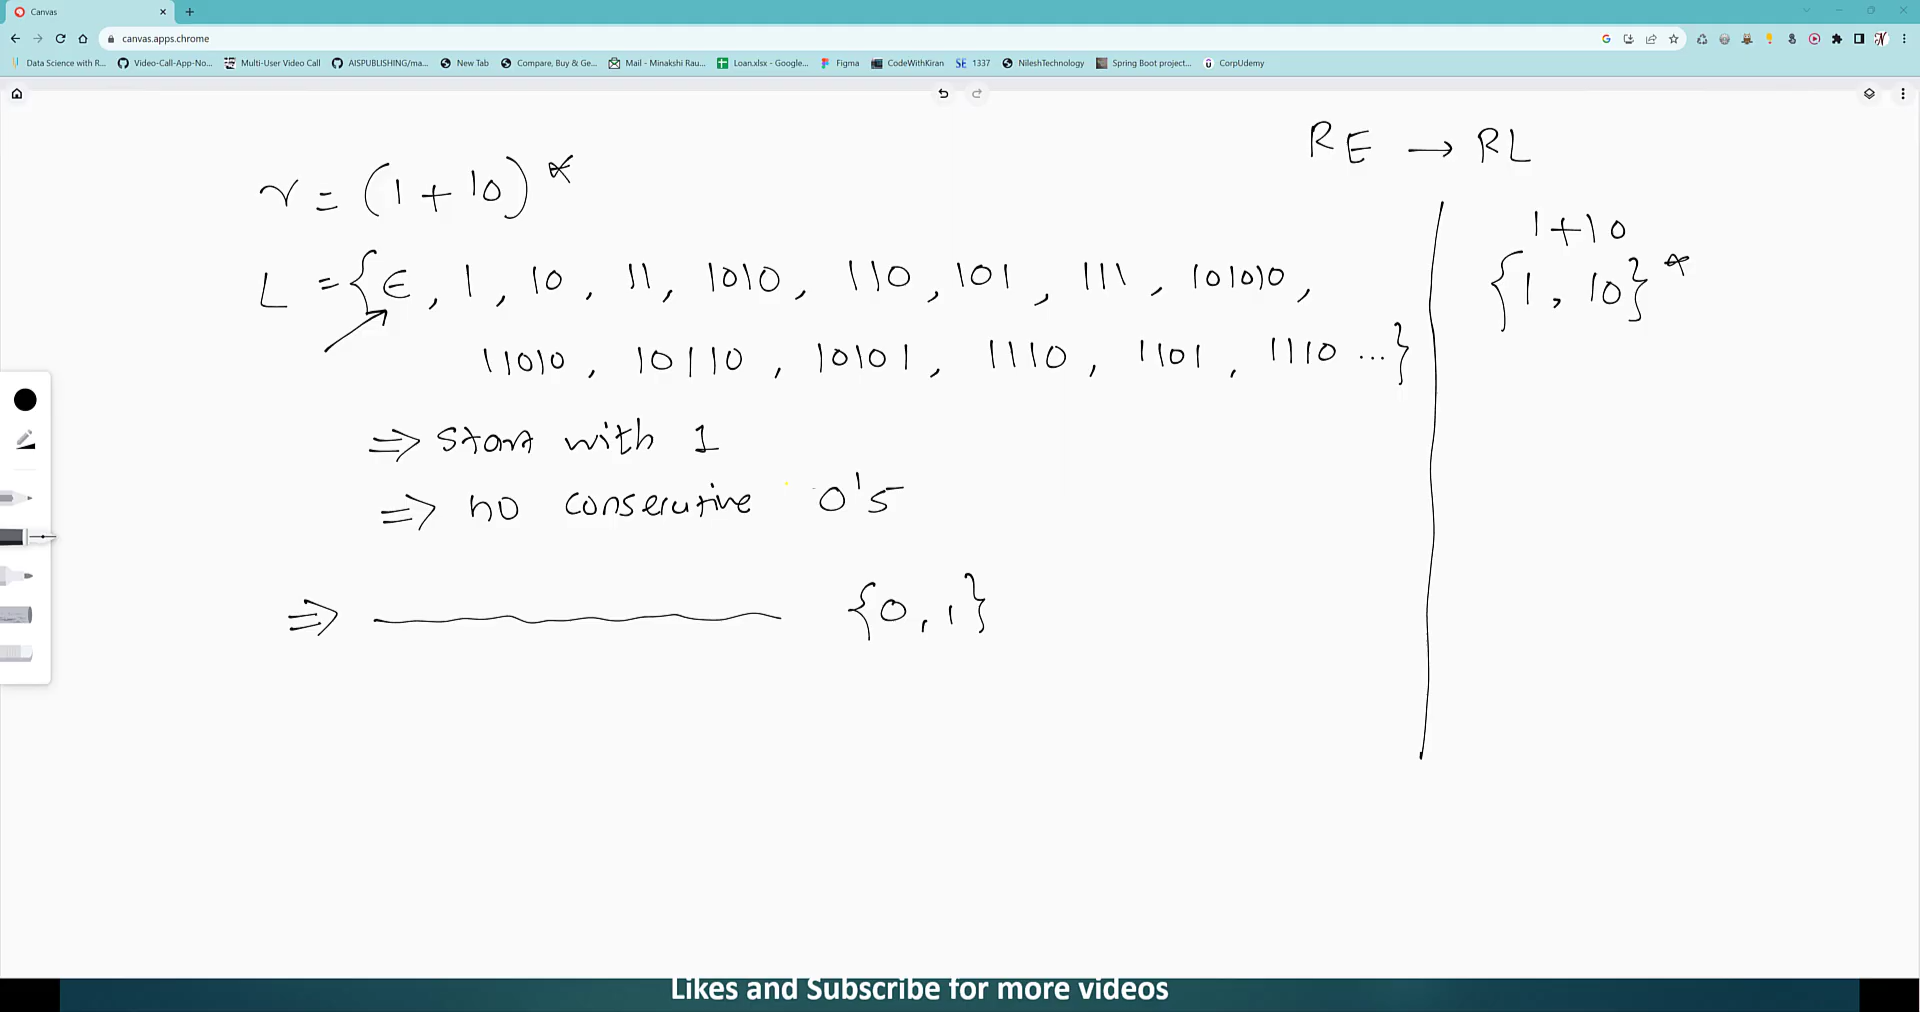 Canvas
canvas.apps.chrome
Data Science with R... Video-Call-App-No... Multi-User Video Call AISPUBLISHING/ma... New Tab Compare, Buy & Ge... Mail - Minakshi Rau... Loan.xlsx - Google... Figma CodeWithKiran SE 1337 NileshTechnology Spring Boot project... CorpUdemy
RE → RL
r = (1 + 10)*
L = {ϵ, 1, 10, 11, 1010, 110, 101, 111, 101010,
11010, 10110, 10101, 1110, 1101, 1110 ...}
⇒ start with 1
⇒ no consecutive 0's
⇒ {0, 1}
1+10
{1, 10}*
Likes and Subscribe for more videos